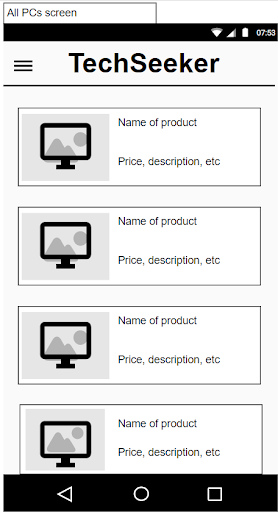 All PCs screen
07:53
TechSeeker
Name of product
Price, description, etc
Name of product
Price, description, etc
Name of product
Price, description, etc
Name of product
Price, description, etc